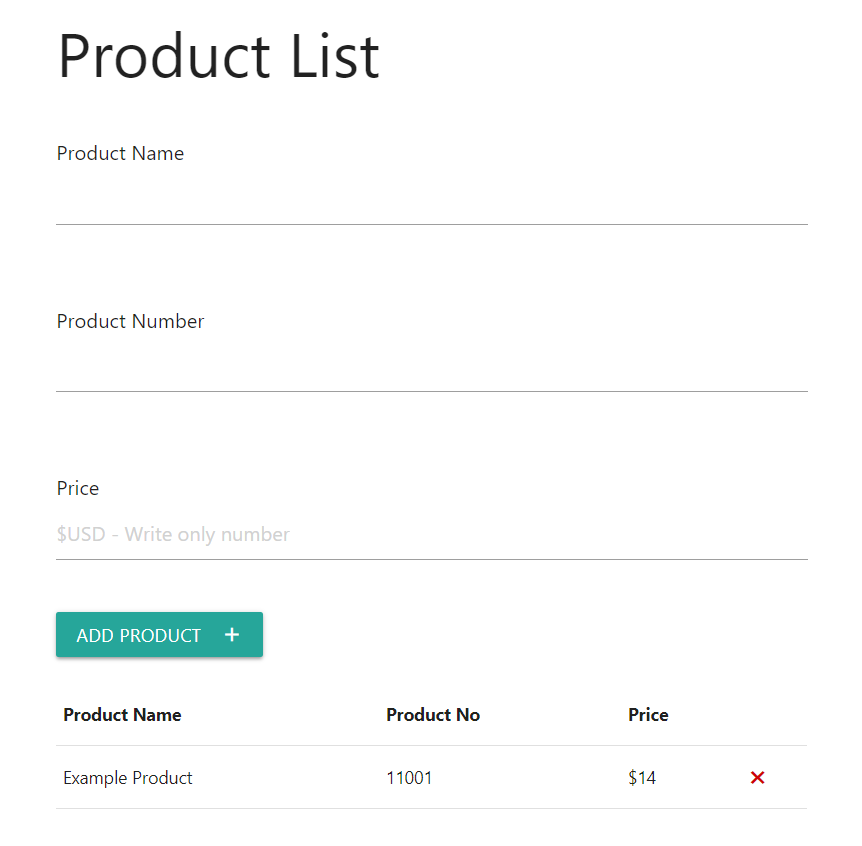 Product List
Product Name
Product Number
Price
$USD - Write only number
ADD PRODUCT +
Product Name Product No Price
Example Product 11001 $14